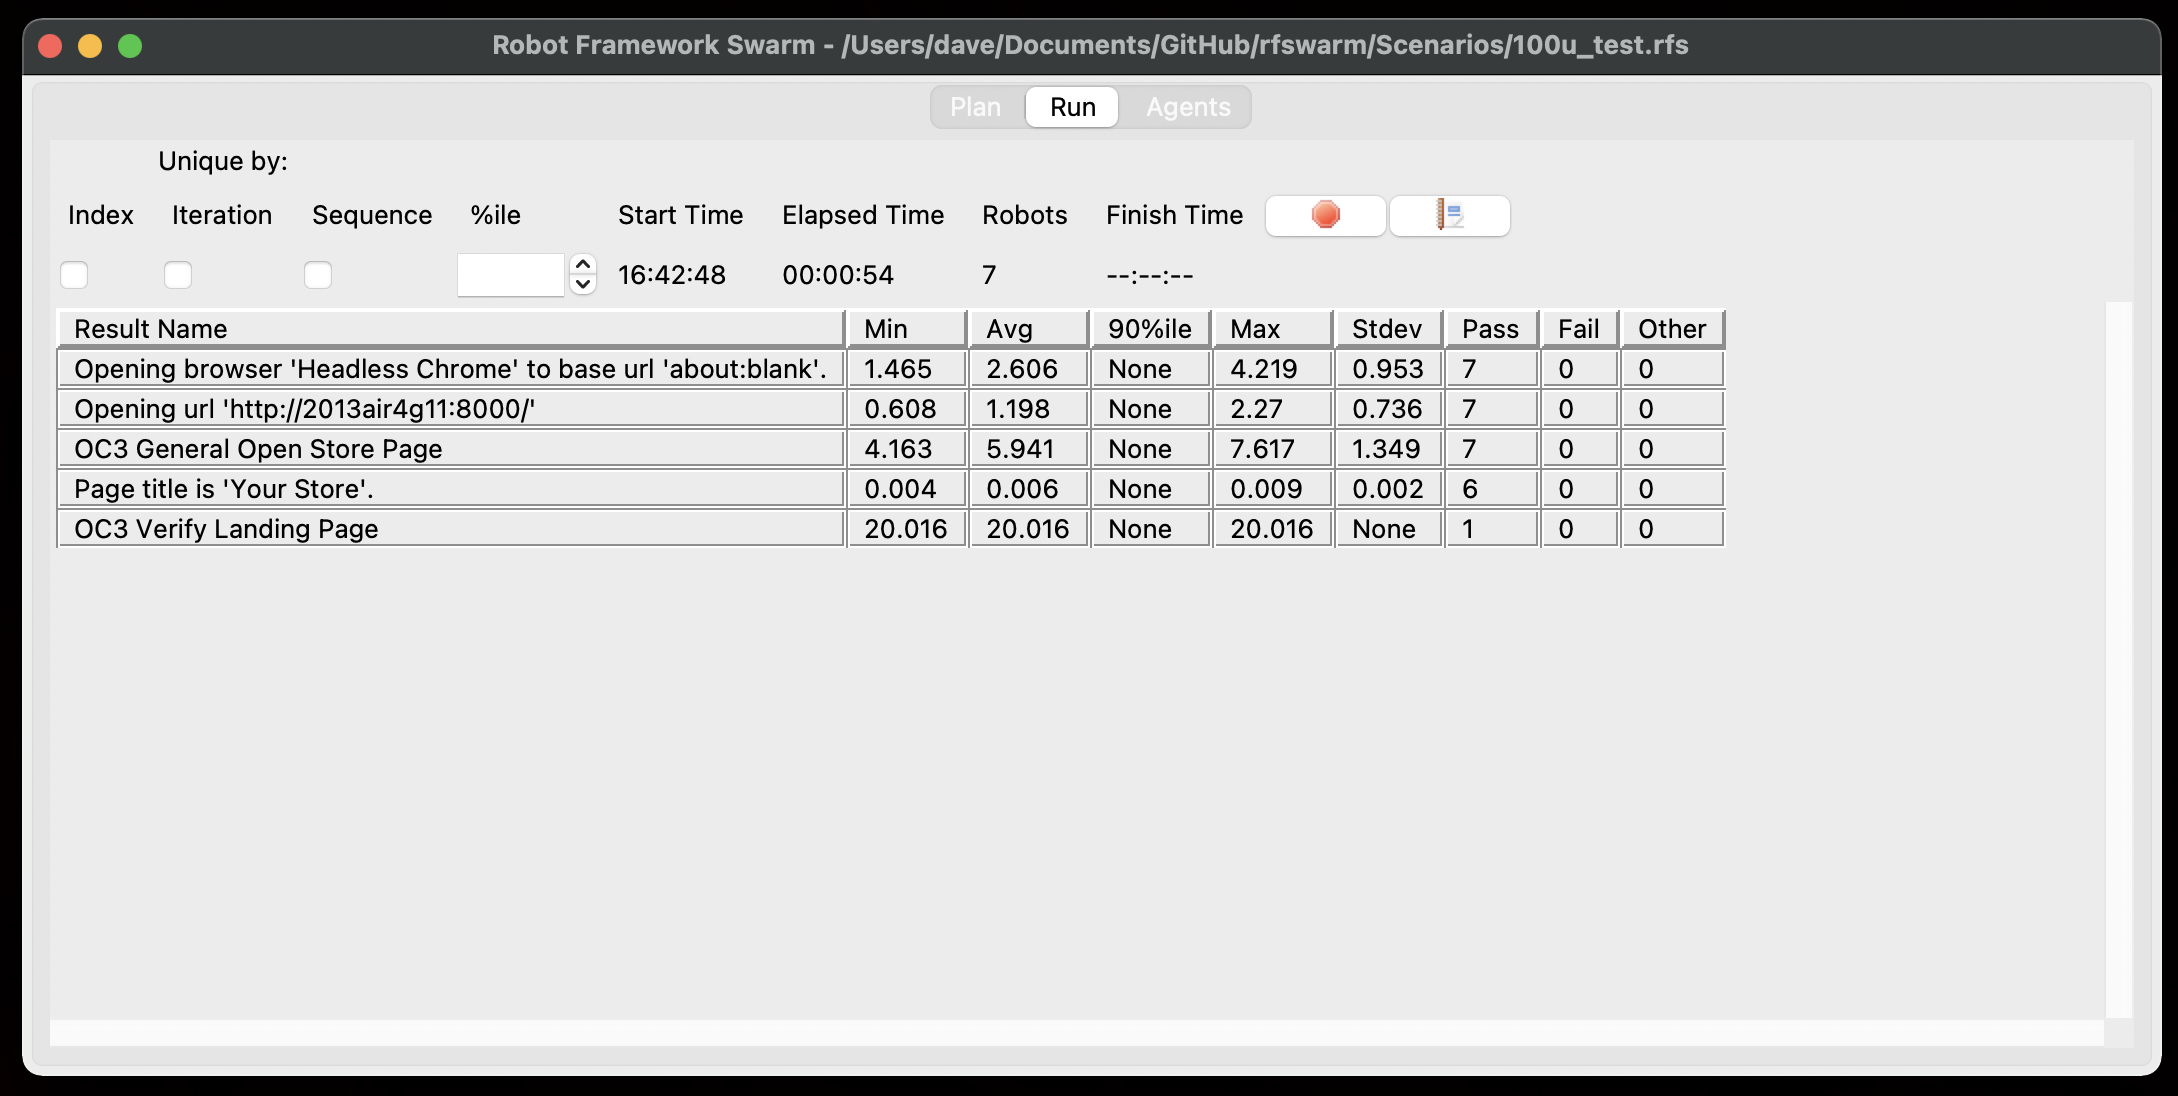 Robot Framework Swarm - /Users/dave/Documents/GitHub/rfswarm/Scenarios/100u_test.rfs
Plan Run Agents
Unique by:
Index Iteration Sequence %ile Start Time Elapsed Time Robots Finish Time
16:42:48 00:00:54 7 --:--:--
Result Name Min Avg 90%ile Max Stdev Pass Fail Other
Opening browser 'Headless Chrome' to base url 'about:blank'. 1.465 2.606 None 4.219 0.953 7 0 0
Opening url 'http://2013air4g11:8000/' 0.608 1.198 None 2.27 0.736 7 0 0
OC3 General Open Store Page 4.163 5.941 None 7.617 1.349 7 0 0
Page title is 'Your Store'. 0.004 0.006 None 0.009 0.002 6 0 0
OC3 Verify Landing Page 20.016 20.016 None 20.016 None 1 0 0